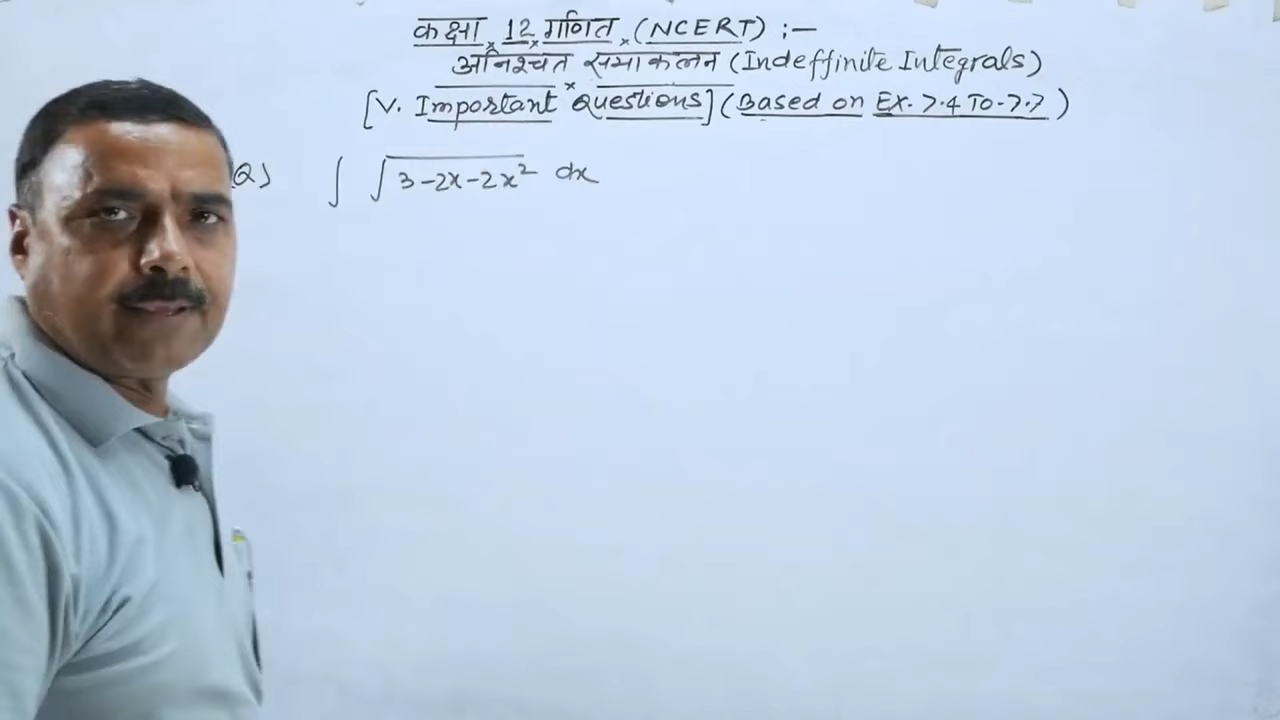 कक्षा 12 गणित (NCERT) :-
अनिश्चत समाकलन (Indeffinite Integrals)
[V. Important Questions] (Based on Ex. 7.4 To 7.7)
Q) ∫ √3-2x-2x² dx